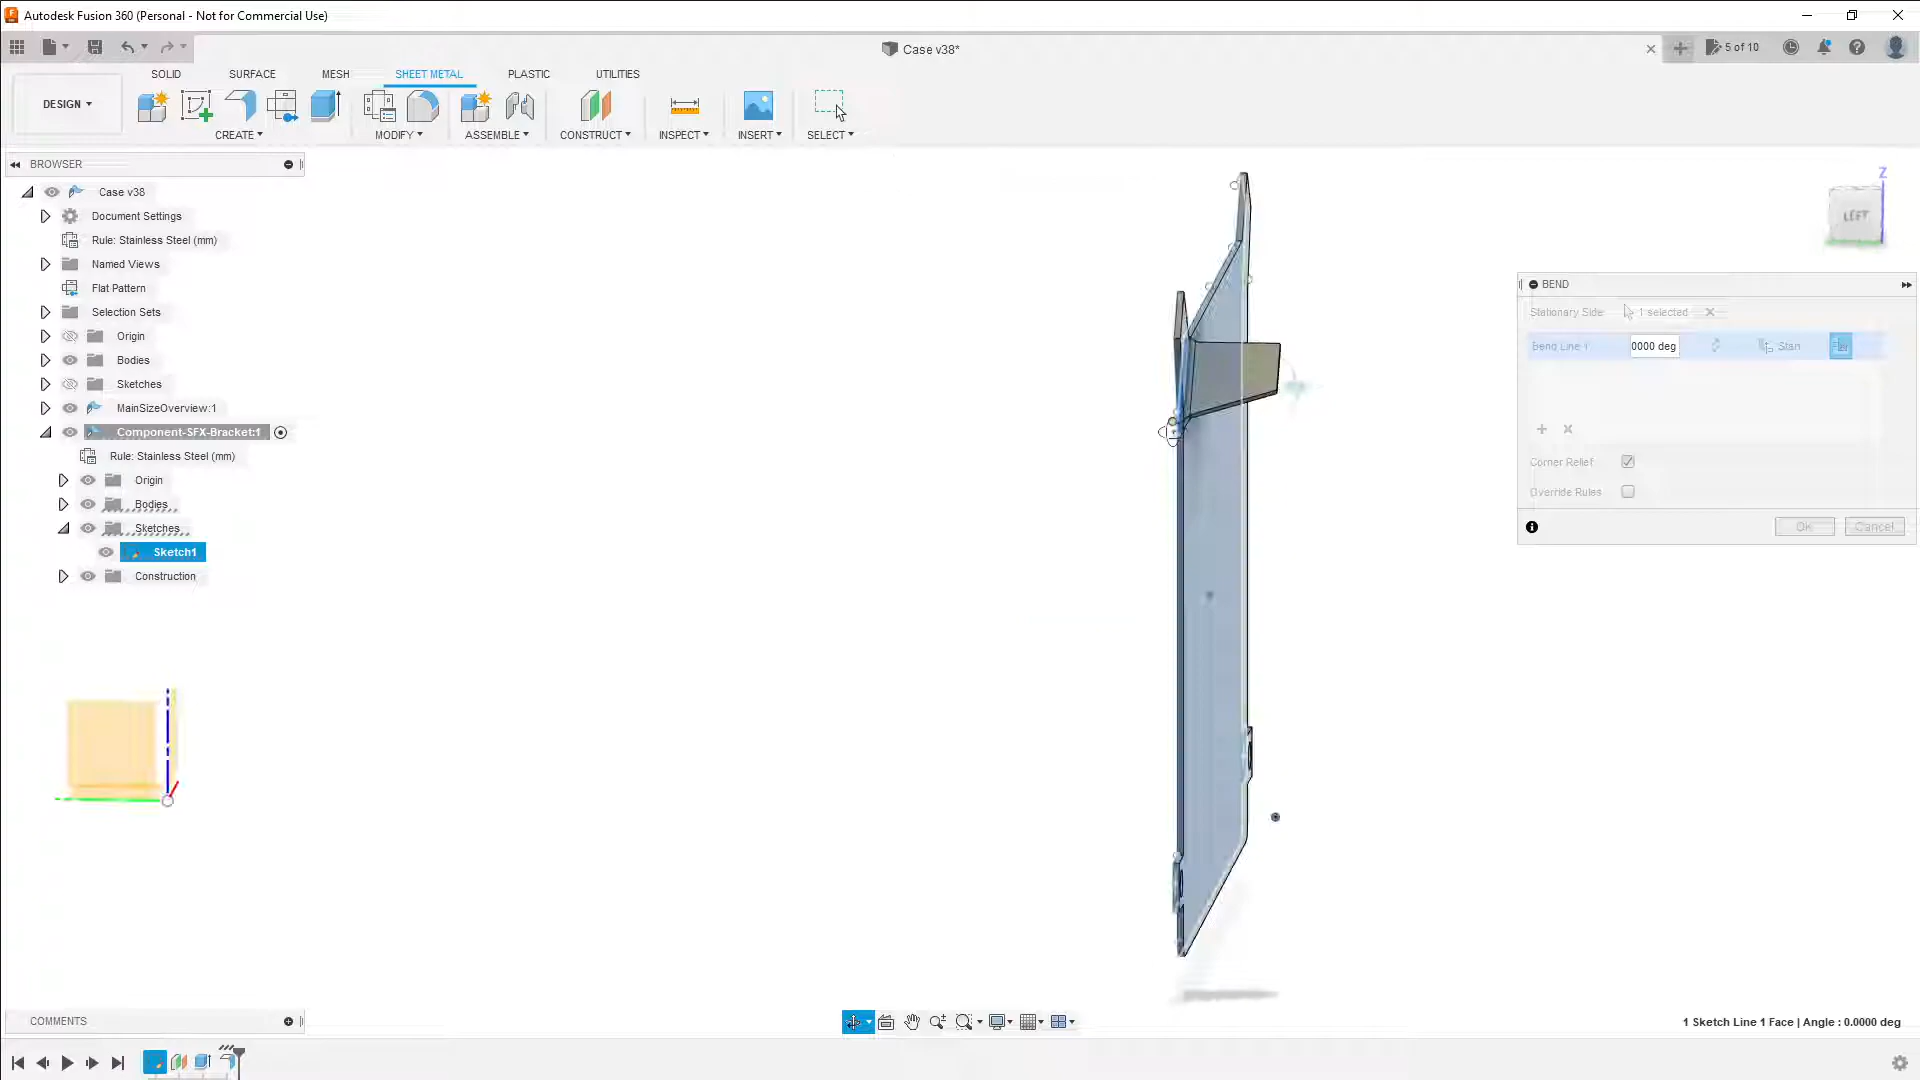 Autodesk Fusion 360 (Personal - Not for Commercial Use)
Case v38*
5 of 10
SOLID
SURFACE
MESH
SHEET METAL
PLASTIC
UTILITIES
DESIGN
CREATE
MODIFY
ASSEMBLE
CONSTRUCT
INSPECT
INSERT
SELECT
BROWSER
Case v38
Document Settings
Rule: Stainless Steel (mm)
Named Views
Flat Pattern
Selection Sets
Origin
Bodies
Sketches
MainSizeOverview:1
Component-SFX-Bracket:1
Rule: Stainless Steel (mm)
Origin
Bodies
Sketches
Sketch1
Construction
Z
LEFT
BEND
Stationary Side
1 selected
Bend Line 1
0000 deg
Start
Corner Relief
Override Rules
OK
Cancel
COMMENTS
1 Sketch Line 1 Face | Angle : 0.0000 deg